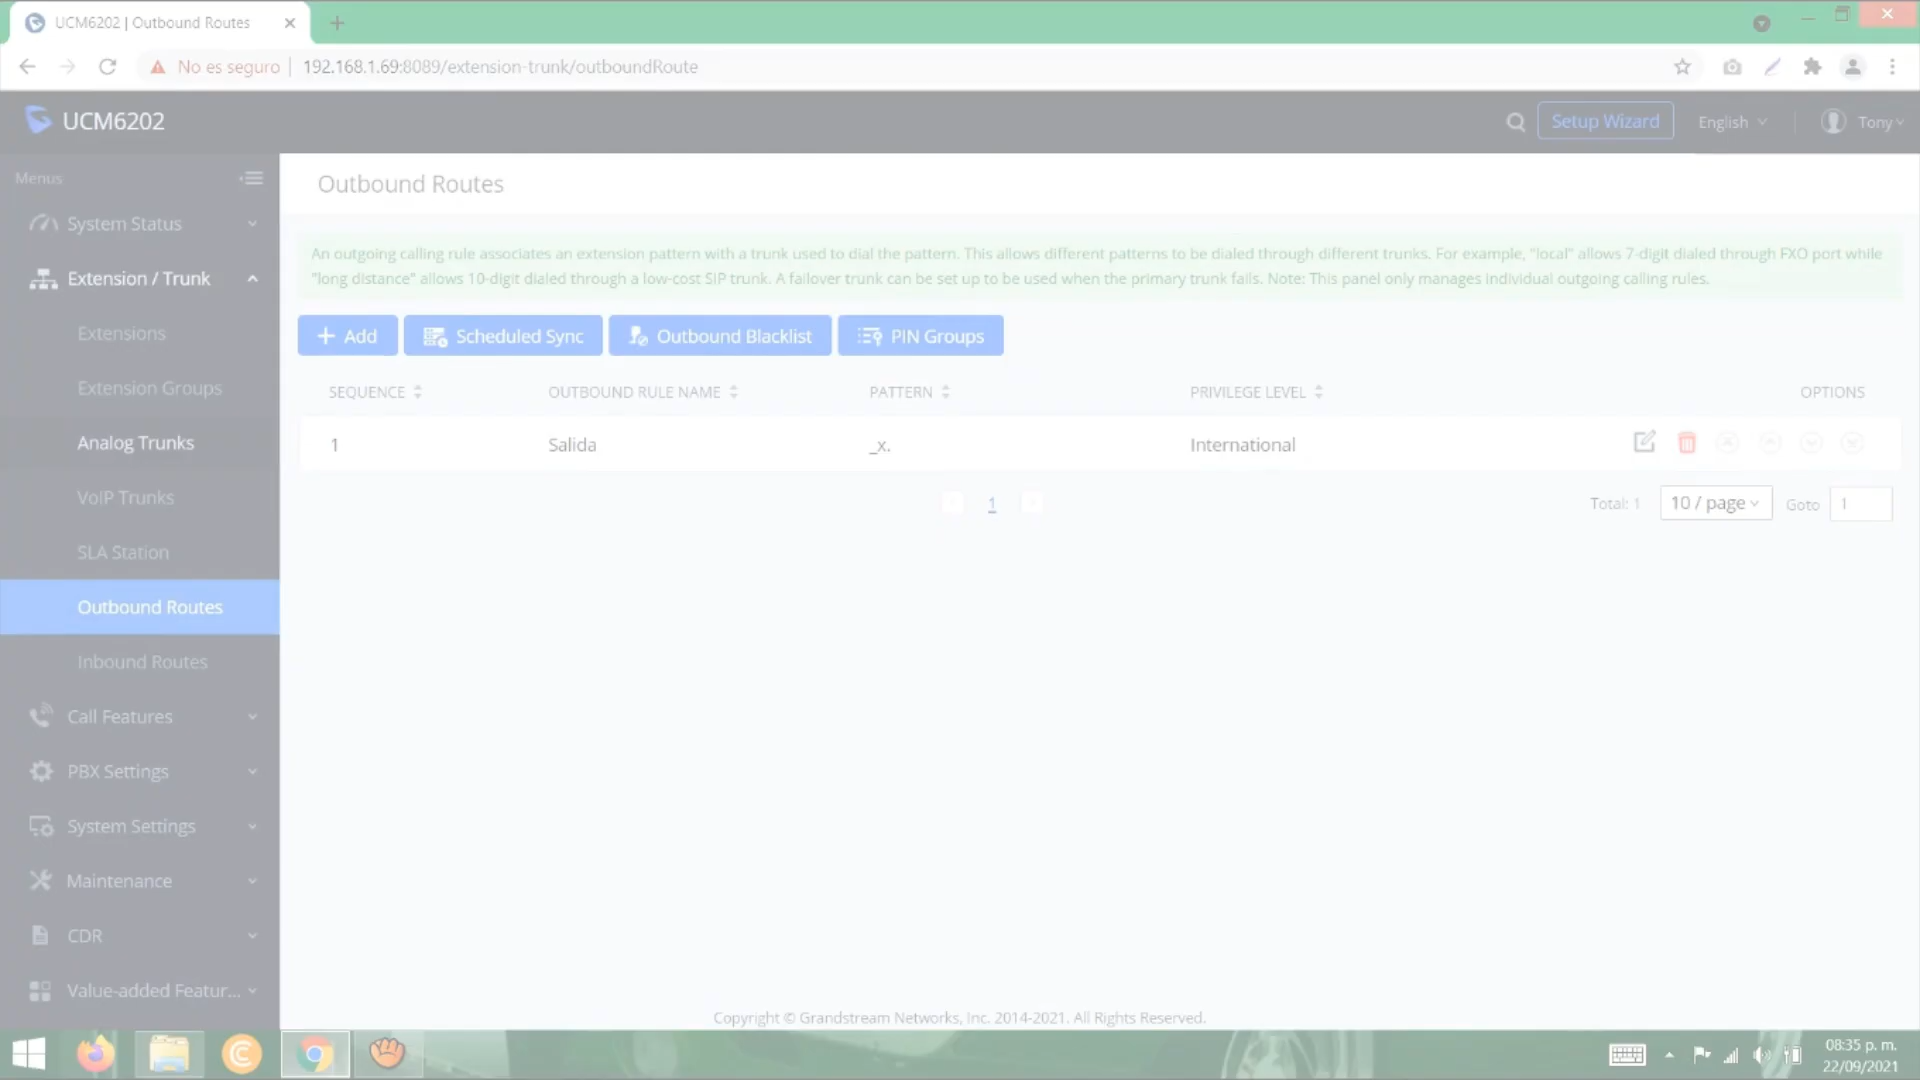 UCM6202 | Outbound Routes
No es seguro
192.168.1.69:8089/extension-trunk/outboundRoute
UCM6202
Setup Wizard
English
Tony
Menus
System Status
Extension / Trunk
Extensions
Extension Groups
Analog Trunks
VoIP Trunks
SLA Station
Outbound Routes
Inbound Routes
Call Features
PBX Settings
System Settings
Maintenance
CDR
Value-added Featur...
Outbound Routes
An outgoing calling rule associates an extension pattern with a trunk used to dial the pattern. This allows different patterns to be dialed through different trunks. For example, "local" allows 7-digit dialed through FXO port while
"long distance" allows 10-digit dialed through a low-cost SIP trunk. A failover trunk can be set up to be used when the primary trunk fails. Note: This panel only manages individual outgoing calling rules.
+ Add
Scheduled Sync
Outbound Blacklist
PIN Groups
SEQUENCE OUTBOUND RULE NAME PATTERN PRIVILEGE LEVEL OPTIONS
1 Salida _x. International
1
Total: 1
10 / page
Goto
1
Copyright © Grandstream Networks, Inc. 2014-2021. All Rights Reserved.
08:35 p. m.
22/09/2021